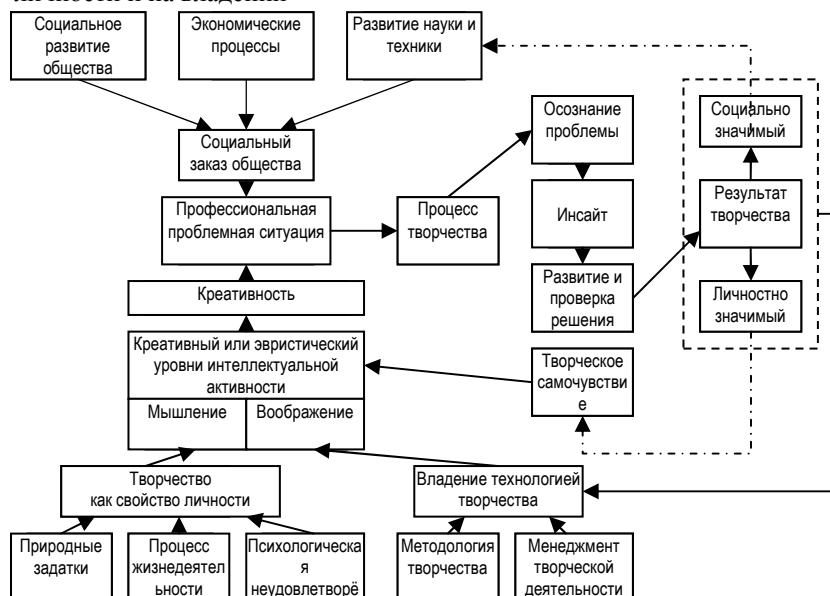 Социальное
развитие
общества
Экономические
процессы
Развитие науки и
техники
Социальный
заказ общества
Осознание
проблемы
Социально
значимый
Профессиональная
проблемная ситуация
Процесс
творчества
Инсайт
Результат
творчества
Креативность
Развитие и
проверка
решения
Личностно
значимый
Креативный или эвристический
уровни интеллектуальной
активности
Творческое
самочувстви
е
Мышление
Воображение
Творчество
как свойство личности
Владение технологией
творчества
Природные
задатки
Процесс
жизнедеятел
ьности
Психологическа
я
неудовлетворё
Методология
творчества
Менеджмент
творческой
деятельности